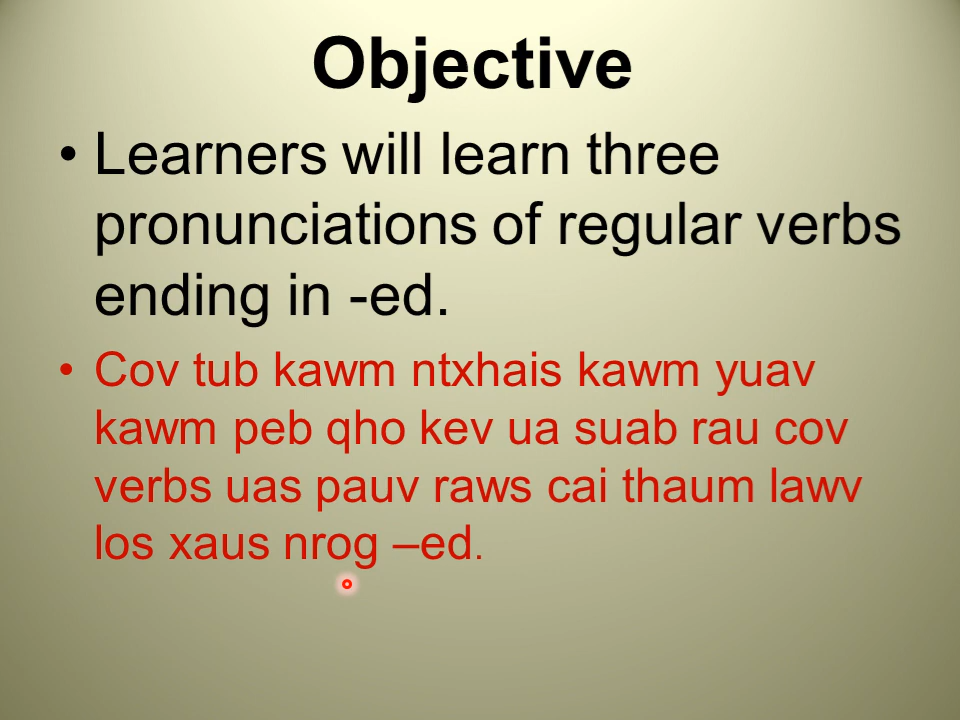 Objective
• Learners will learn three
pronunciations of regular verbs
ending in -ed.
• Cov tub kawm ntxhais kawm yuav
kawm peb qho kev ua suab rau cov
verbs uas pauv raws cai thaum lawv
los xaus nrog –ed.